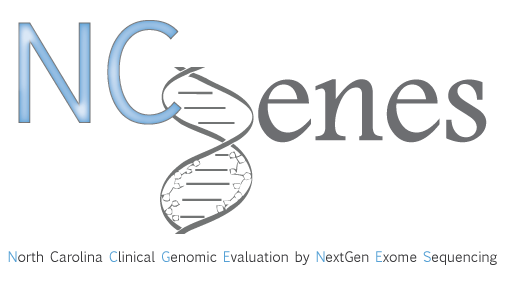 NCgenes
North Carolina Clinical Genomic Evaluation by NextGen Exome Sequencing